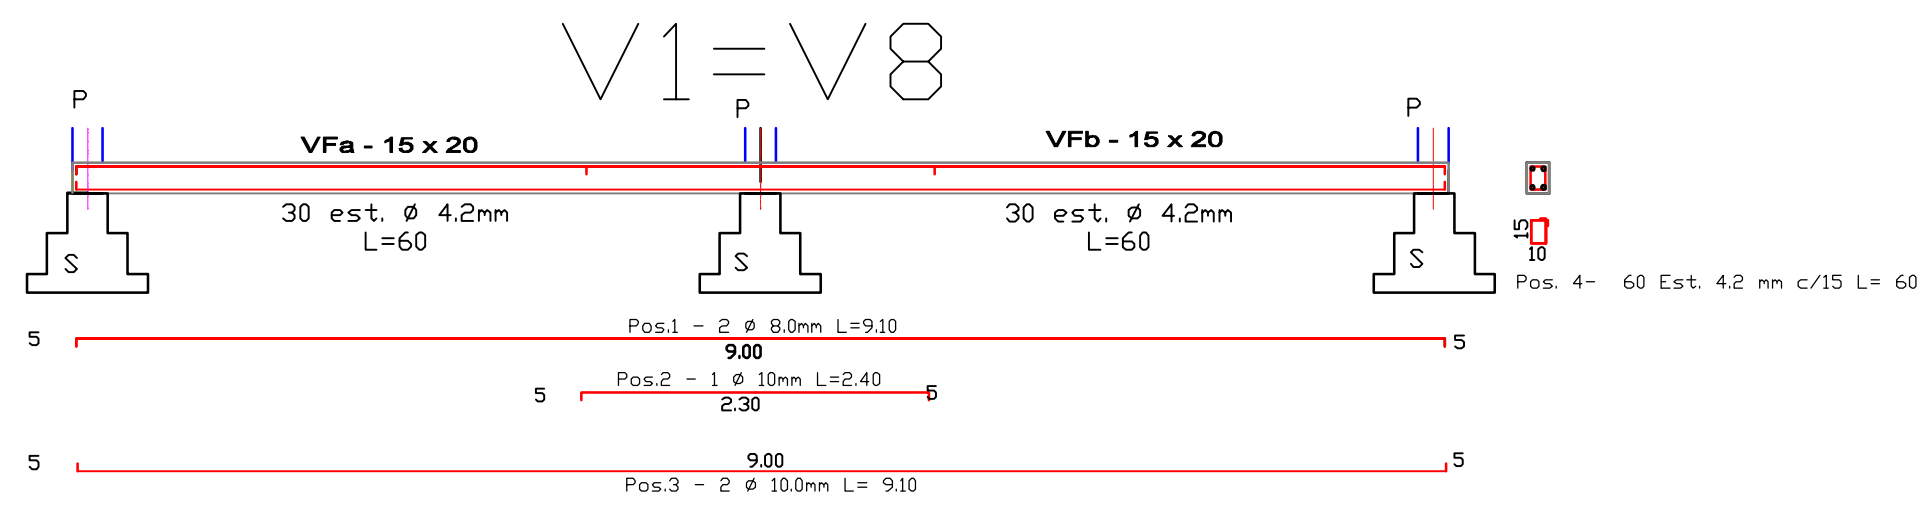 V1=V8
P
P
P
VFa - 15 x 20
VFb - 15 x 20
30 est. Ø 4.2mm
L=60
30 est. Ø 4.2mm
L=60
S
S
S
15
10
Pos. 4- 60 Est. 4.2 mm c/15 L= 60
Pos.1 - 2 Ø 8.0mm L=9.10
5
9.00
5
Pos.2 - 1 Ø 10mm L=2.40
5
2.30
5
5
9.00
5
Pos.3 - 2 Ø 10.0mm L= 9.10